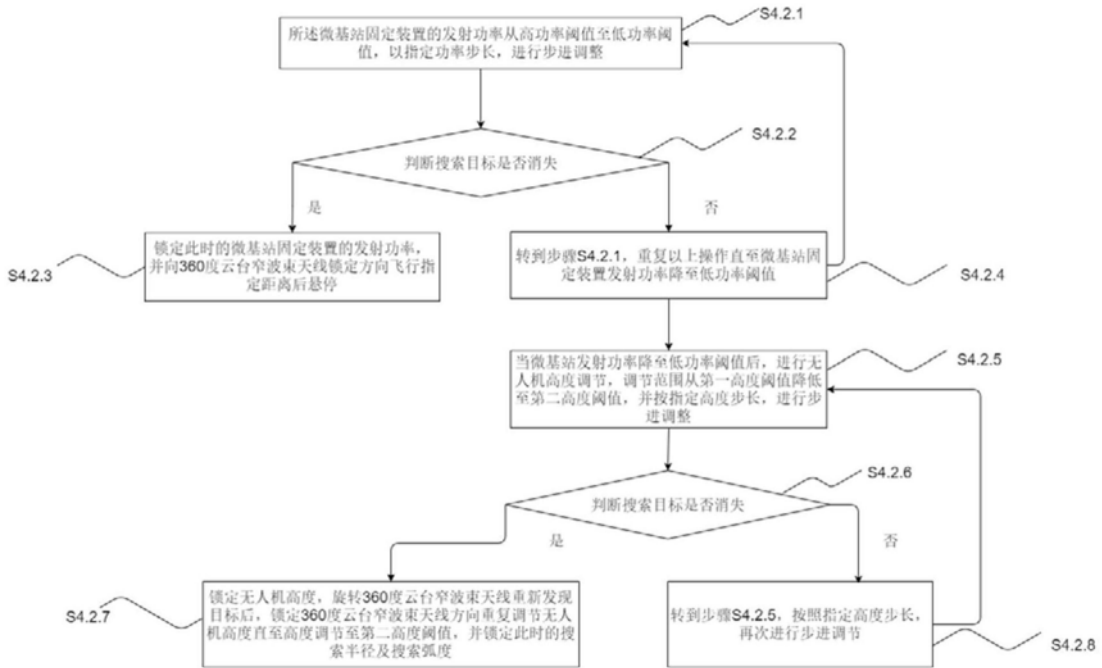 S4.2.1
所述微基站固定装置的发射功率从高功率阈值至低功率阈
值，以指定功率步长，进行步进调整
S4.2.2
判断搜索目标是否消失
是
否
锁定此时的微基站固定装置的发射功率，
并向360度云台窄波束天线锁定方向飞行指
定距离后悬停
S4.2.3
转到步骤S4.2.1，重复以上操作直至微基站固
定装置发射功率降至低功率阈值
S4.2.4
当微基站发射功率降至低功率阈值后，进行无
人机高度调节，调节范围从第一高度阈值降低
至第二高度阈值，并按指定高度步长，进行步
进调整
S4.2.5
S4.2.6
判断搜索目标是否消失
是
否
锁定无人机高度，旋转360度云台窄波束天线重新发现
目标后，锁定360度云台窄波束天线方向重复调节无人
机高度直至高度调节至第二高度阈值，并锁定此时的搜
索半径及搜索弧度
S4.2.7
转到步骤S4.2.5，按照指定高度步长，
再次进行步进调节
S4.2.8